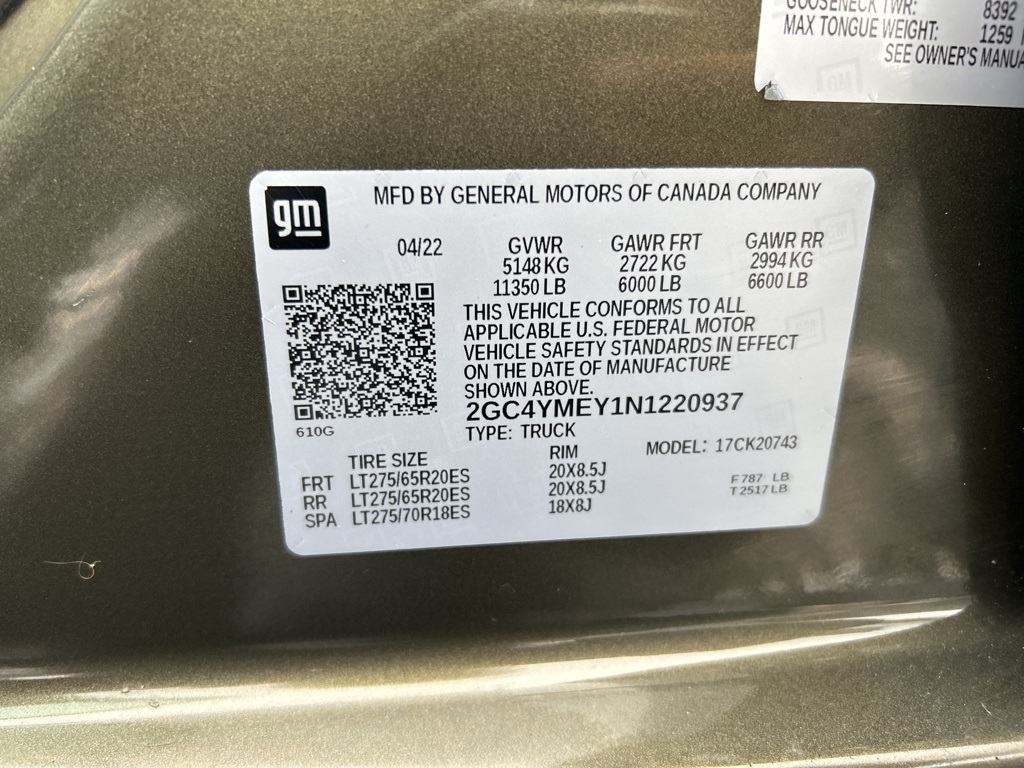 GOOSENECK TWR: 8392
MAX TONGUE WEIGHT: 1259
SEE OWNER'S MANUA
gm
MFD BY GENERAL MOTORS OF CANADA COMPANY
04/22 GVWR GAWR FRT GAWR RR
5148 KG 2722 KG 2994 KG
11350 LB 6000 LB 6600 LB
THIS VEHICLE CONFORMS TO ALL
APPLICABLE U.S. FEDERAL MOTOR
VEHICLE SAFETY STANDARDS IN EFFECT
ON THE DATE OF MANUFACTURE
SHOWN ABOVE.
2GC4YMEY1N1220937
610G
TYPE: TRUCK MODEL: 17CK20743
TIRE SIZE RIM
FRT LT275/65R20ES 20X8.5J F 787 LB
RR LT275/65R20ES 20X8.5J T 2517 LB
SPA LT275/70R18ES 18X8J